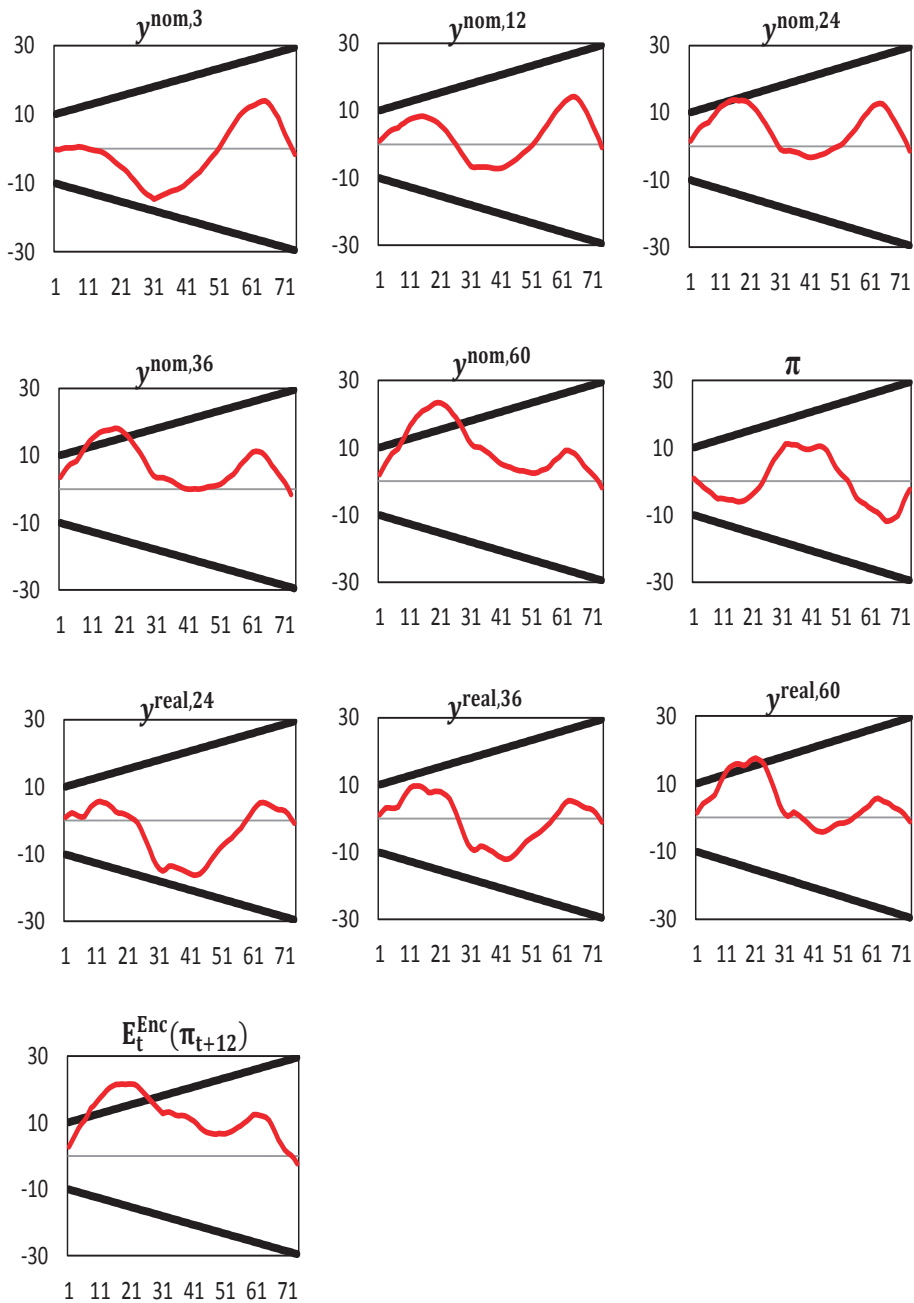 y^nom,3 y^nom,12 y^nom,24
30 30 30
10 10 10
-10 -10 -10
-30 -30 -30
1 11 21 31 41 51 61 71 1 11 21 31 41 51 61 71 1 11 21 31 41 51 61 71
y^nom,36 y^nom,60 π
30 30 30
10 10 10
-10 -10 -10
-30 -30 -30
1 11 21 31 41 51 61 71 1 11 21 31 41 51 61 71 1 11 21 31 41 51 61 71
y^real,24 y^real,36 y^real,60
30 30 30
10 10 10
-10 -10 -10
-30 -30 -30
1 11 21 31 41 51 61 71 1 11 21 31 41 51 61 71 1 11 21 31 41 51 61 71
E_t^Enc(π_t+12)
30
10
-10
-30
1 11 21 31 41 51 61 71